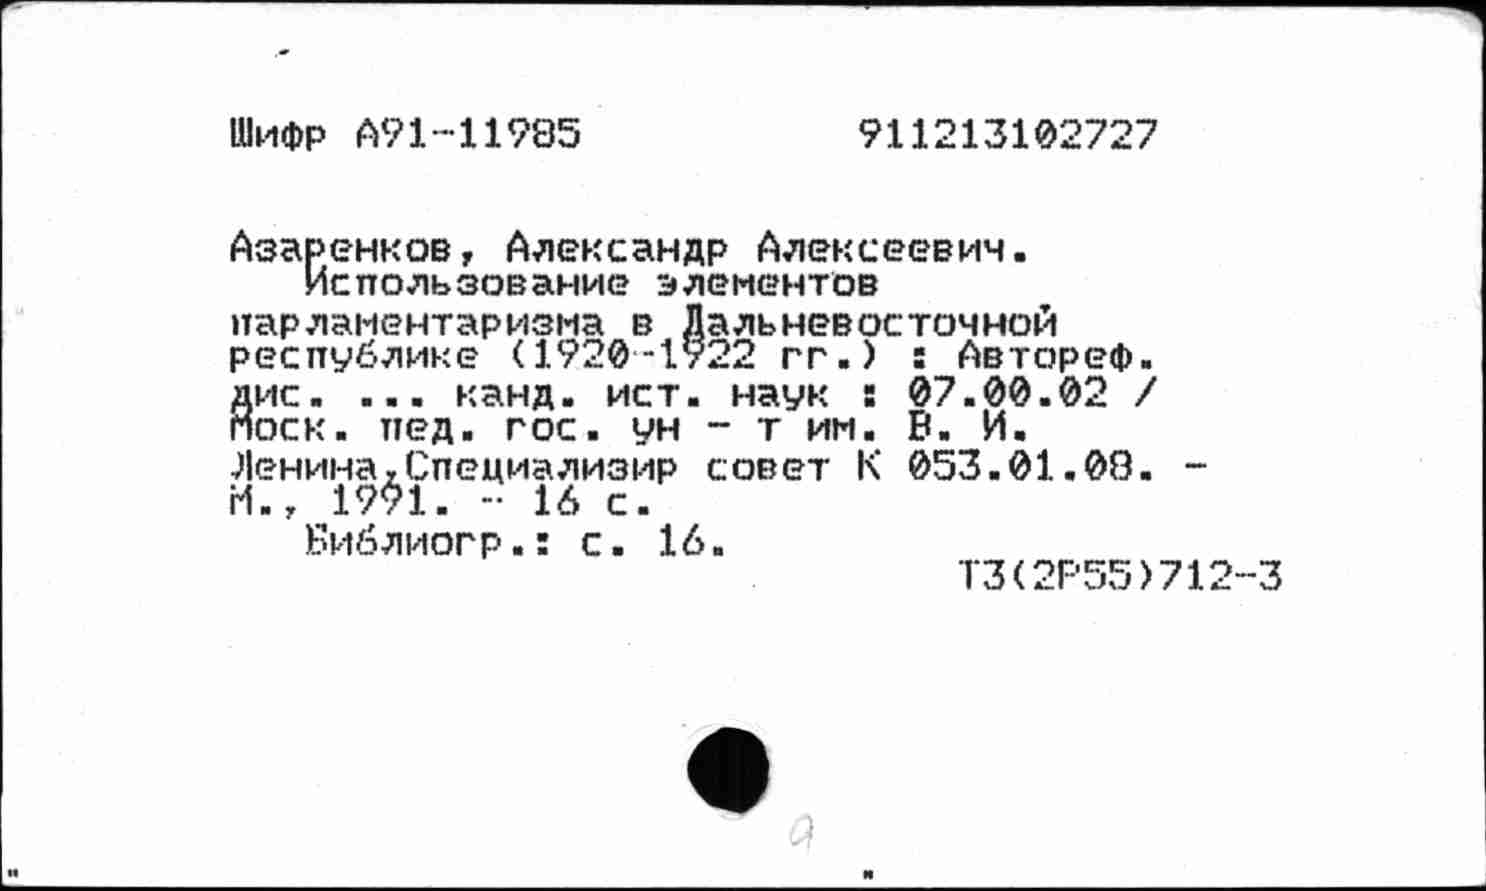 Шифр А91-11985 911213102727
Азаренков, Александр Алексеевич.
Использование элементов
парламентаризма в Дальневосточной
республике (1920-1922 гг.) : Автореф.
дис. ... канд. ист. наук : 07.00.02 /
Моск. пед. гос. ун - т им. В. И.
Ленина,Специализир совет К 053.01.08. -
М., 1991. - 16 с.
Библиогр.: с. 16.
Т3(2Р55)712-3